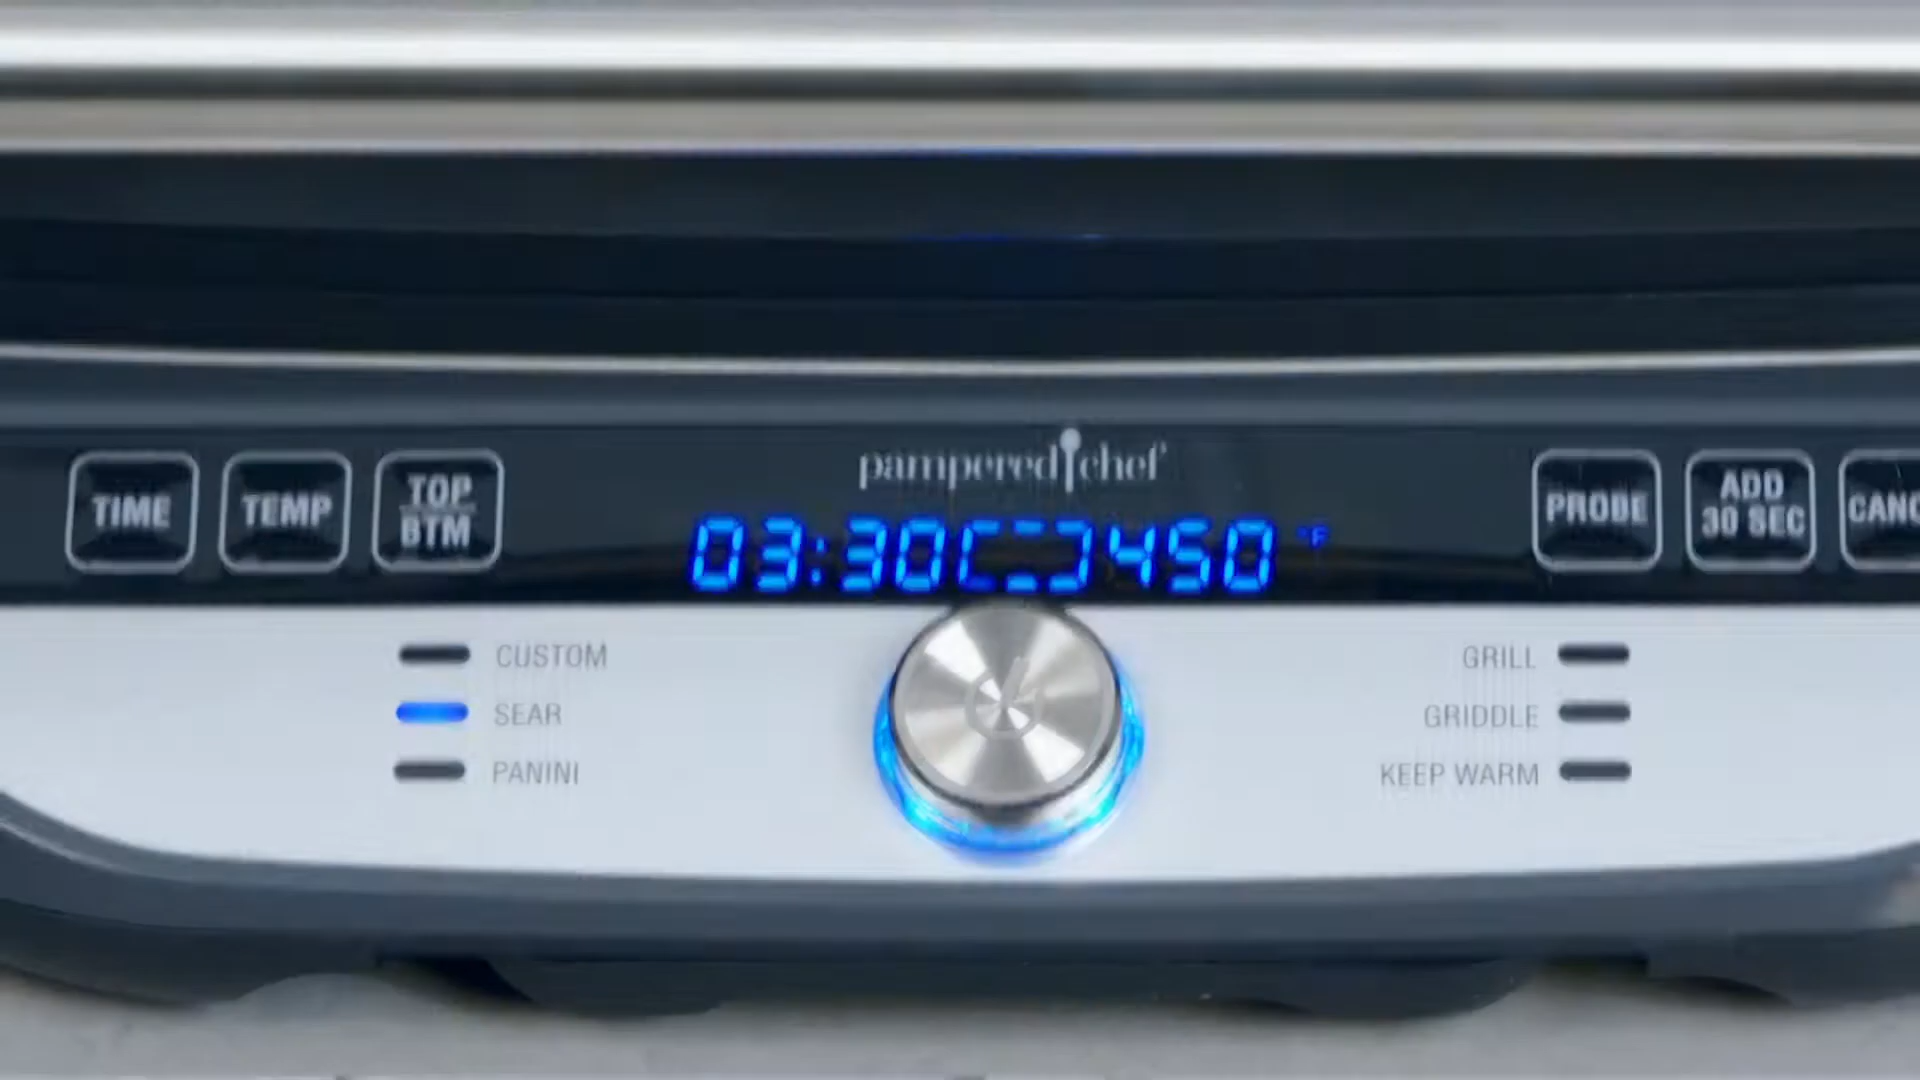 pampered chef
TIME
TEMP
TOP
BTM
03:30 450 °F
PROBE
ADD
30 SEC
CANC
CUSTOM
SEAR
PANINI
GRILL
GRIDDLE
KEEP WARM